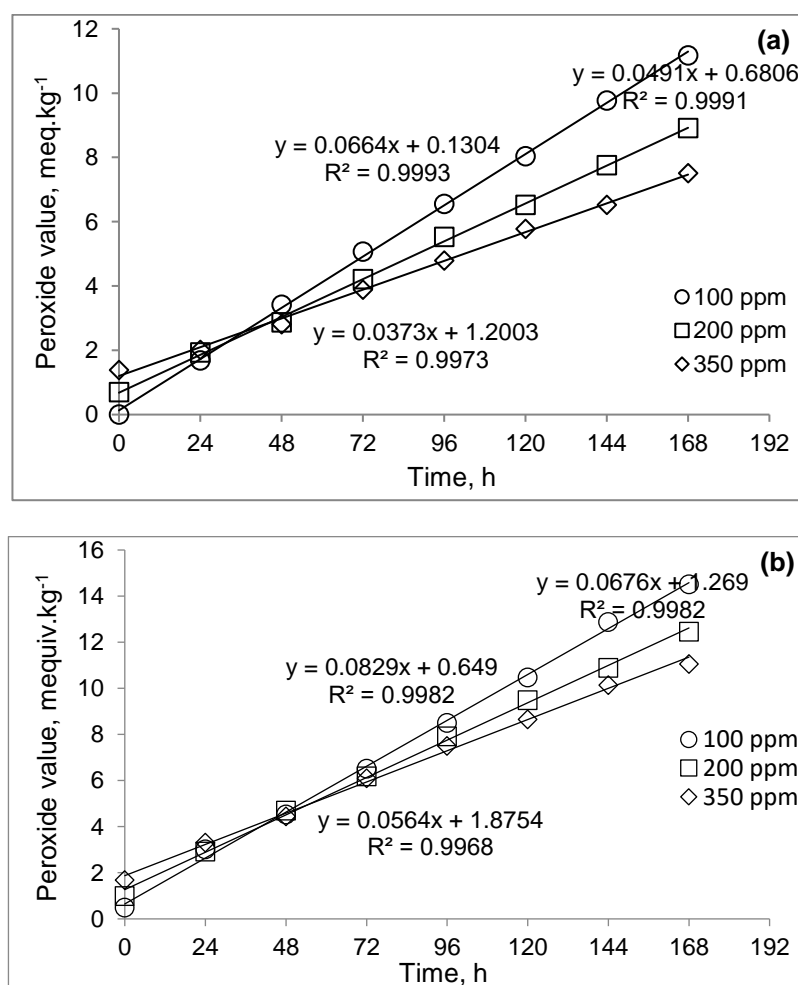 (a)
12
10
8
6
4
2
0
Peroxide value, meq.kg⁻¹
y = 0.0491x + 0.6806
R² = 0.9991
y = 0.0664x + 0.1304
R² = 0.9993
y = 0.0373x + 1.2003
R² = 0.9973
100 ppm
200 ppm
350 ppm
0 24 48 72 96 120 144 168 192
Time, h
(b)
16
14
12
10
8
6
4
2
0
Peroxide value, mequiv.kg⁻¹
y = 0.0676x + 1.269
R² = 0.9982
y = 0.0829x + 0.649
R² = 0.9982
y = 0.0564x + 1.8754
R² = 0.9968
100 ppm
200 ppm
350 ppm
0 24 48 72 96 120 144 168 192
Time, h